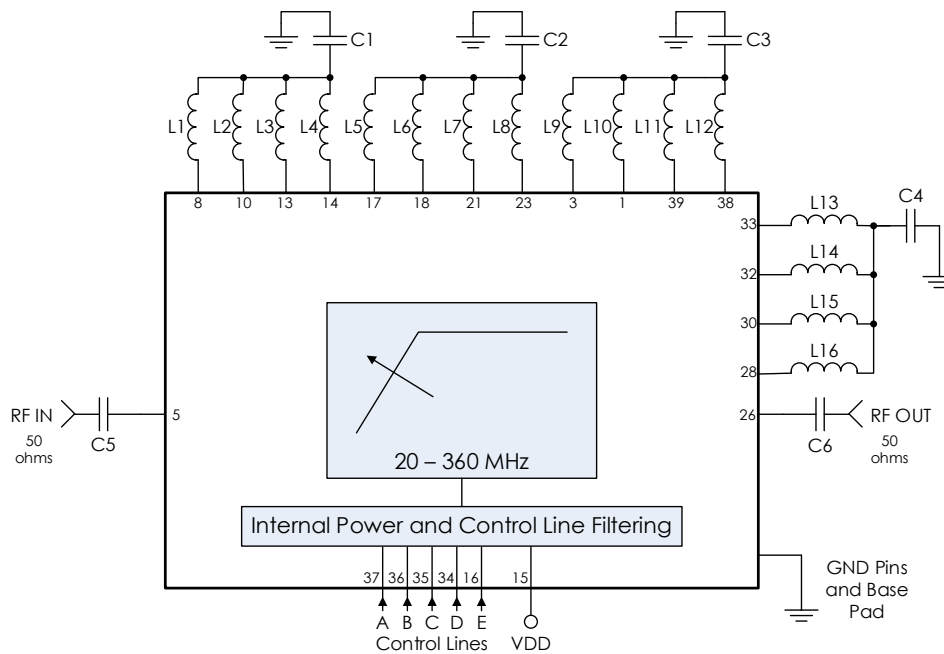 C1 C2 C3
L1 L2 L3 L4 L5 L6 L7 L8 L9 L10 L11 L12
8 10 13 14 17 18 21 23 3 1 39 38
33 L13 C4
32 L14
30 L15
28 L16
RF IN
50
ohms
C5
5
26
C6
RF OUT
50
ohms
20 – 360 MHz
Internal Power and Control Line Filtering
37 36 35 34 16 15
A B C D E
Control Lines
VDD
GND Pins
and Base
Pad